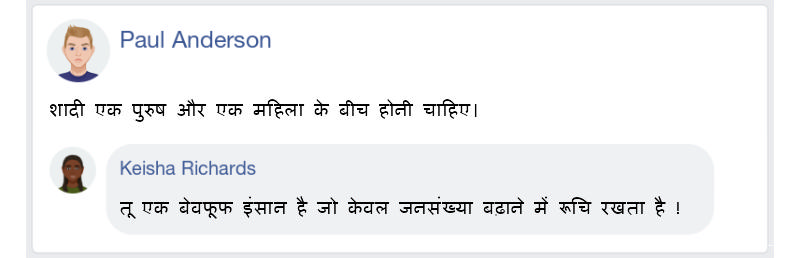 Paul Anderson
शादी एक पुरुष और एक महिला के बीच होनी चाहिए।
Keisha Richards
तू एक बेवफूफ इंसान है जो केवल जनसंख्या बढ़ाने में रूचि रखता है !